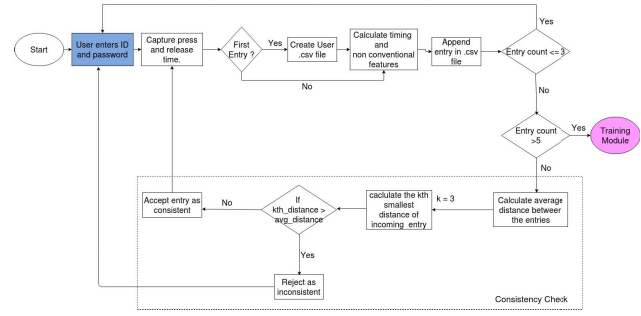 Yes
Start
User enters ID
and password
Capture press
and release
time.
First
Entry ?
Yes
Create User
.csv file
Calculate timing
and
non conventional
features
Append
entry in .csv
file
Entry count <= 3
No
No
Entry count
>5
Yes
Training
Module
No
Accept entry as
consistent
No
If
kth_distance >
avg_distance
caclulate the kth
smallest
distance of
incoming entry
k = 3
Calculate average
distance between
the entries
Yes
Reject as
inconsistent
Consistency Check